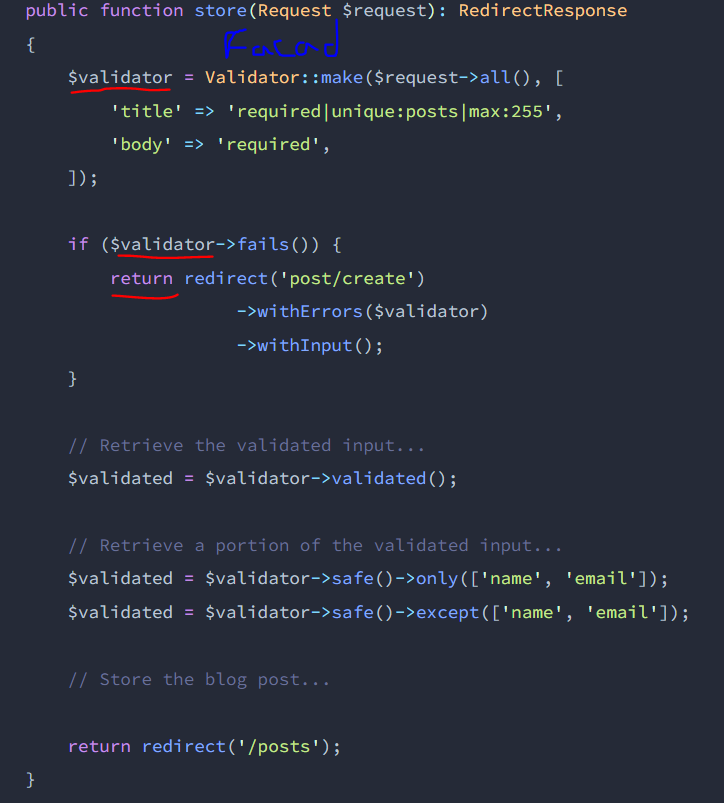 public function store(Request $request): RedirectResponse
{
Facad
$validator = Validator::make($request->all(), [
'title' => 'required|unique:posts|max:255',
'body' => 'required',
]);
if ($validator->fails()) {
return redirect('post/create')
->withErrors($validator)
->withInput();
}
// Retrieve the validated input...
$validated = $validator->validated();
// Retrieve a portion of the validated input...
$validated = $validator->safe()->only(['name', 'email']);
$validated = $validator->safe()->except(['name', 'email']);
// Store the blog post...
return redirect('/posts');
}